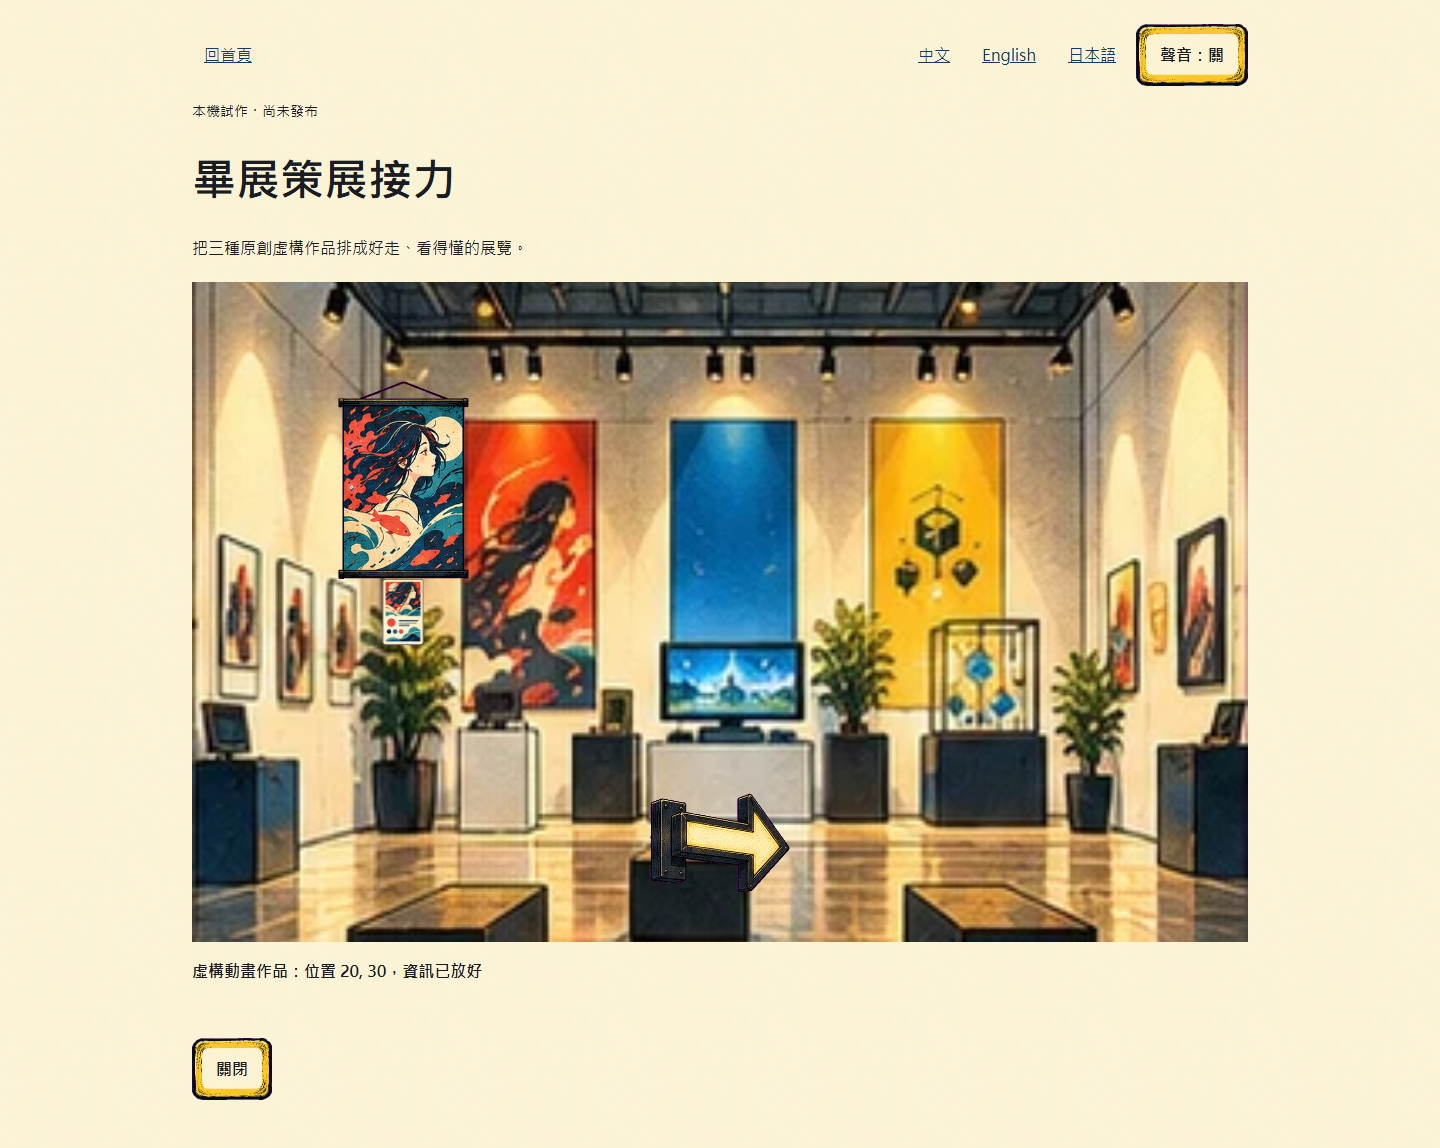 回首頁
中文 English 日本語 聲音：關
本機試作・尚未發布
畢展策展接力
把三種原創虛構作品排成好走、看得懂的展覽。
虛構動畫作品：位置 20, 30，資訊已放好
關閉